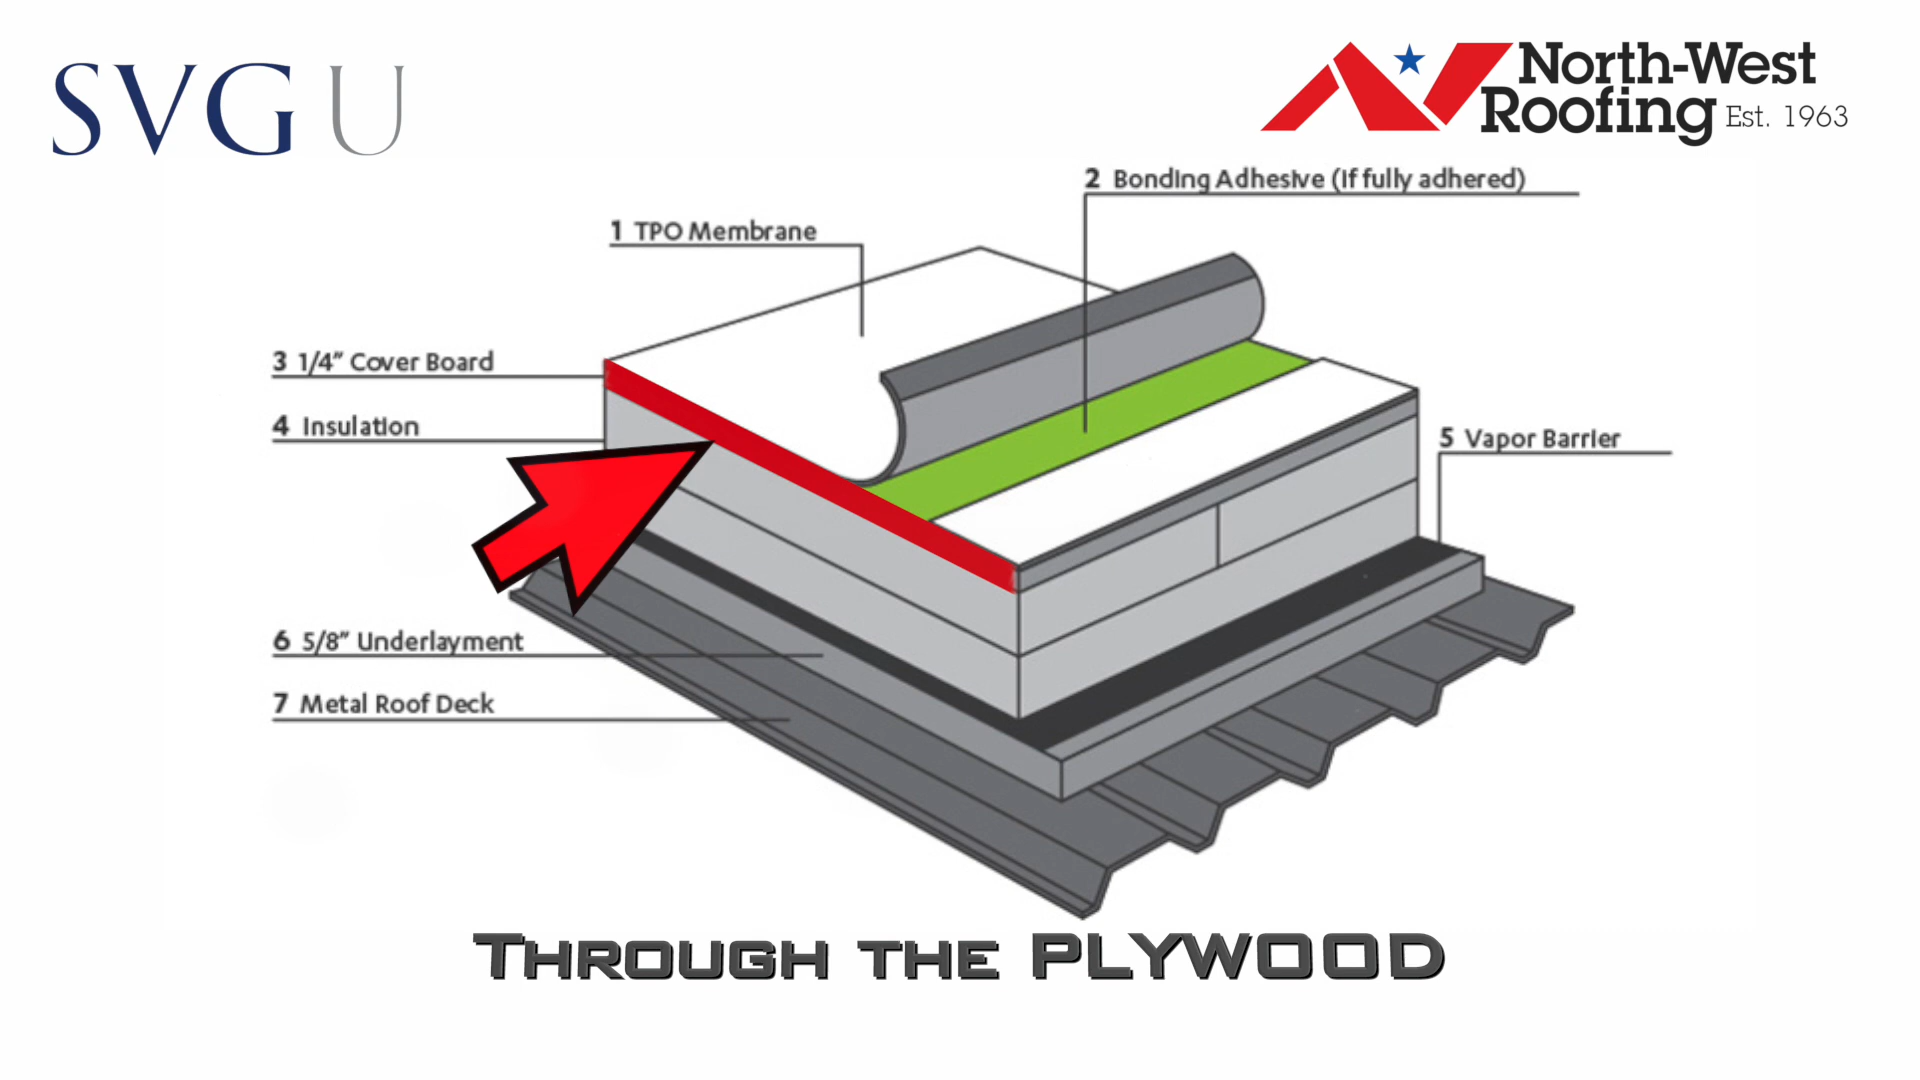 SVGU
North-West
Roofing Est. 1963
2 Bonding Adhesive (If fully adhered)
1 TPO Membrane
3 1/4” Cover Board
4 Insulation
5 Vapor Barrier
6 5/8” Underlayment
7 Metal Roof Deck
THROUGH THE PLYWOOD